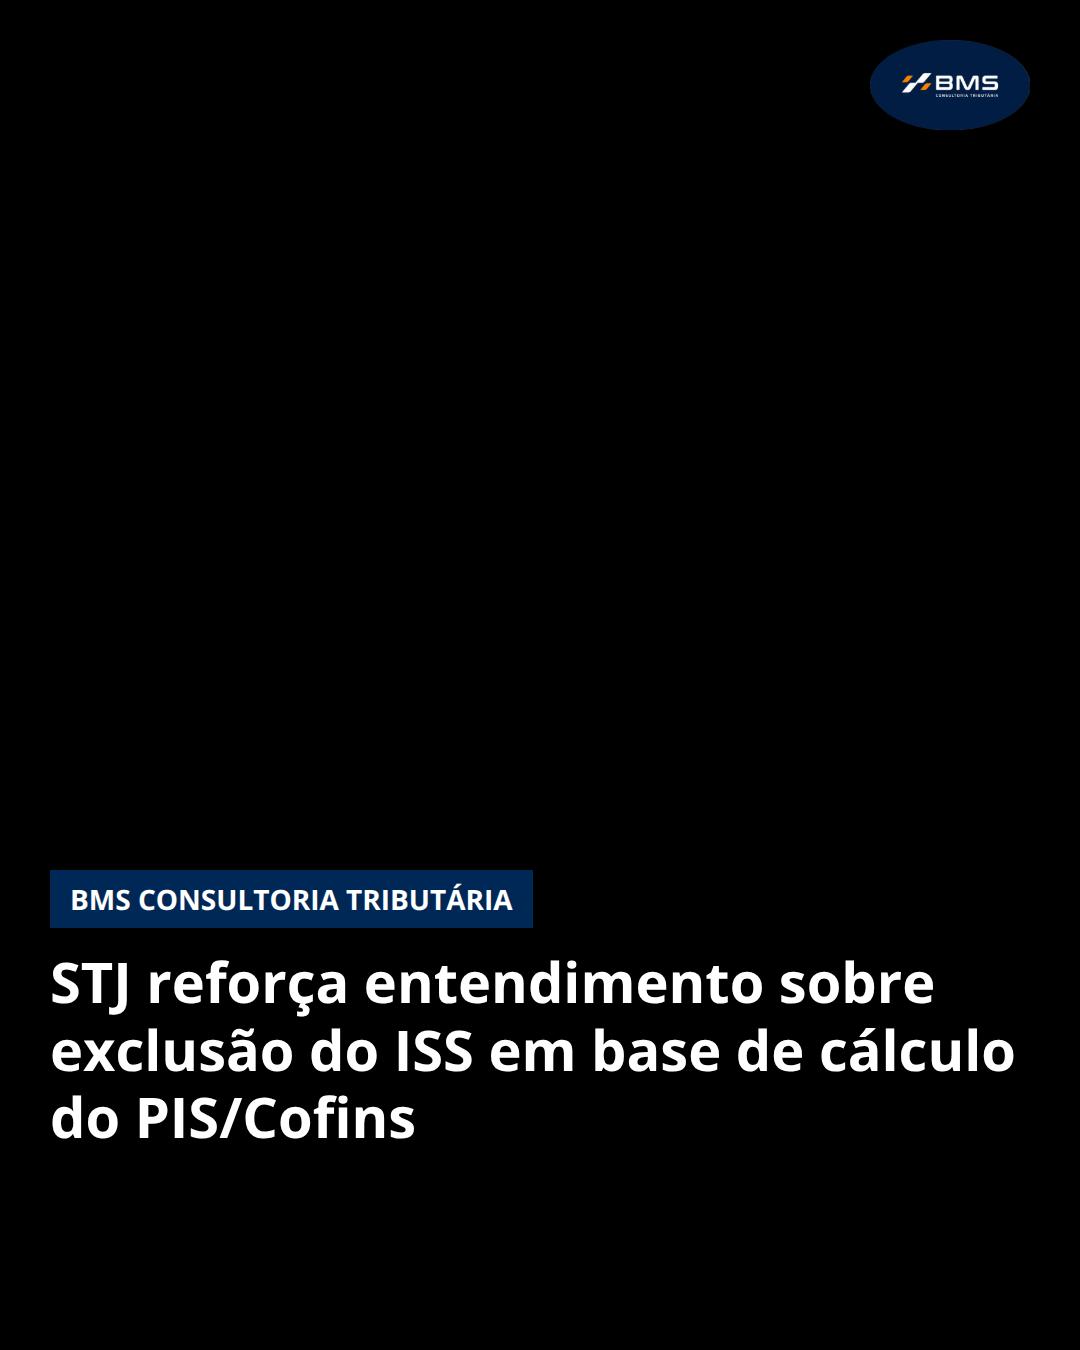 BMS
CONSULTORIA TRIBUTÁRIA
BMS CONSULTORIA TRIBUTÁRIA
STJ reforça entendimento sobre
exclusão do ISS em base de cálculo
do PIS/Cofins